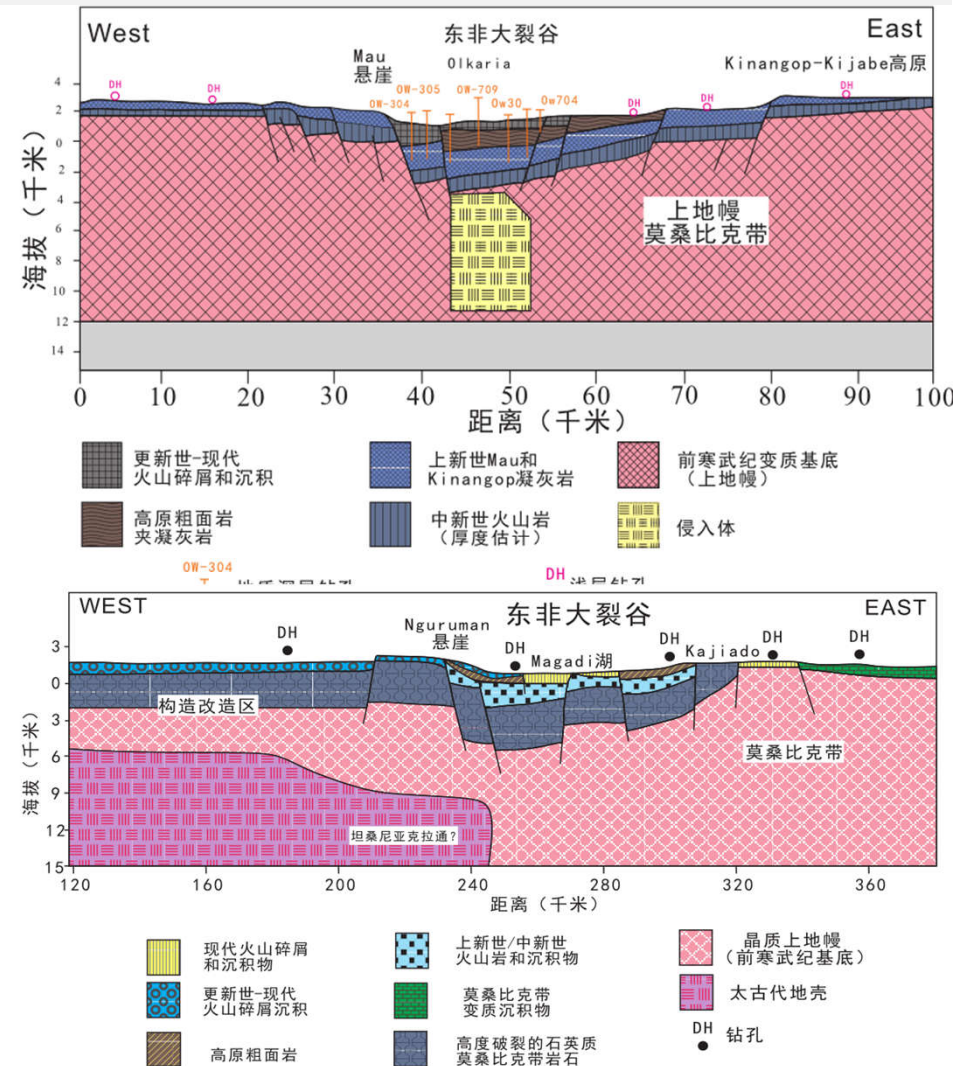 West
东非大裂谷
East
Mau
悬崖
Olkaria
Kinangop-Kijabe高原
DH
DH
OW-304
OW-305
OW-709
Ow30
Ow704
DH
DH
DH
4
2
0
2
4
6
8
10
12
14
海拔（千米）
上地幔
莫桑比克带
0
10
20
30
40
50
60
70
80
90
100
距离（千米）
更新世-现代
火山碎屑和沉积
上新世Mau和
Kinangop凝灰岩
前寒武纪变质基底
（上地幔）
高原粗面岩
夹凝灰岩
中新世火山岩
（厚度估计）
侵入体
OW-304
DH
WEST
东非大裂谷
EAST
Nguruman
悬崖
DH
DH
Magadi湖
DH
Kajiado
DH
DH
3
0
3
6
9
12
15
海拔（千米）
构造改造区
莫桑比克带
坦桑尼亚克拉通?
120
160
200
240
280
320
360
距离（千米）
现代火山碎屑
和沉积物
上新世/中新世
火山岩和沉积物
晶质上地幔
（前寒武纪基底）
更新世-现代
火山碎屑沉积
莫桑比克带
变质沉积物
太古代地壳
高原粗面岩
高度破裂的石英质
莫桑比克带岩石
DH
钻孔